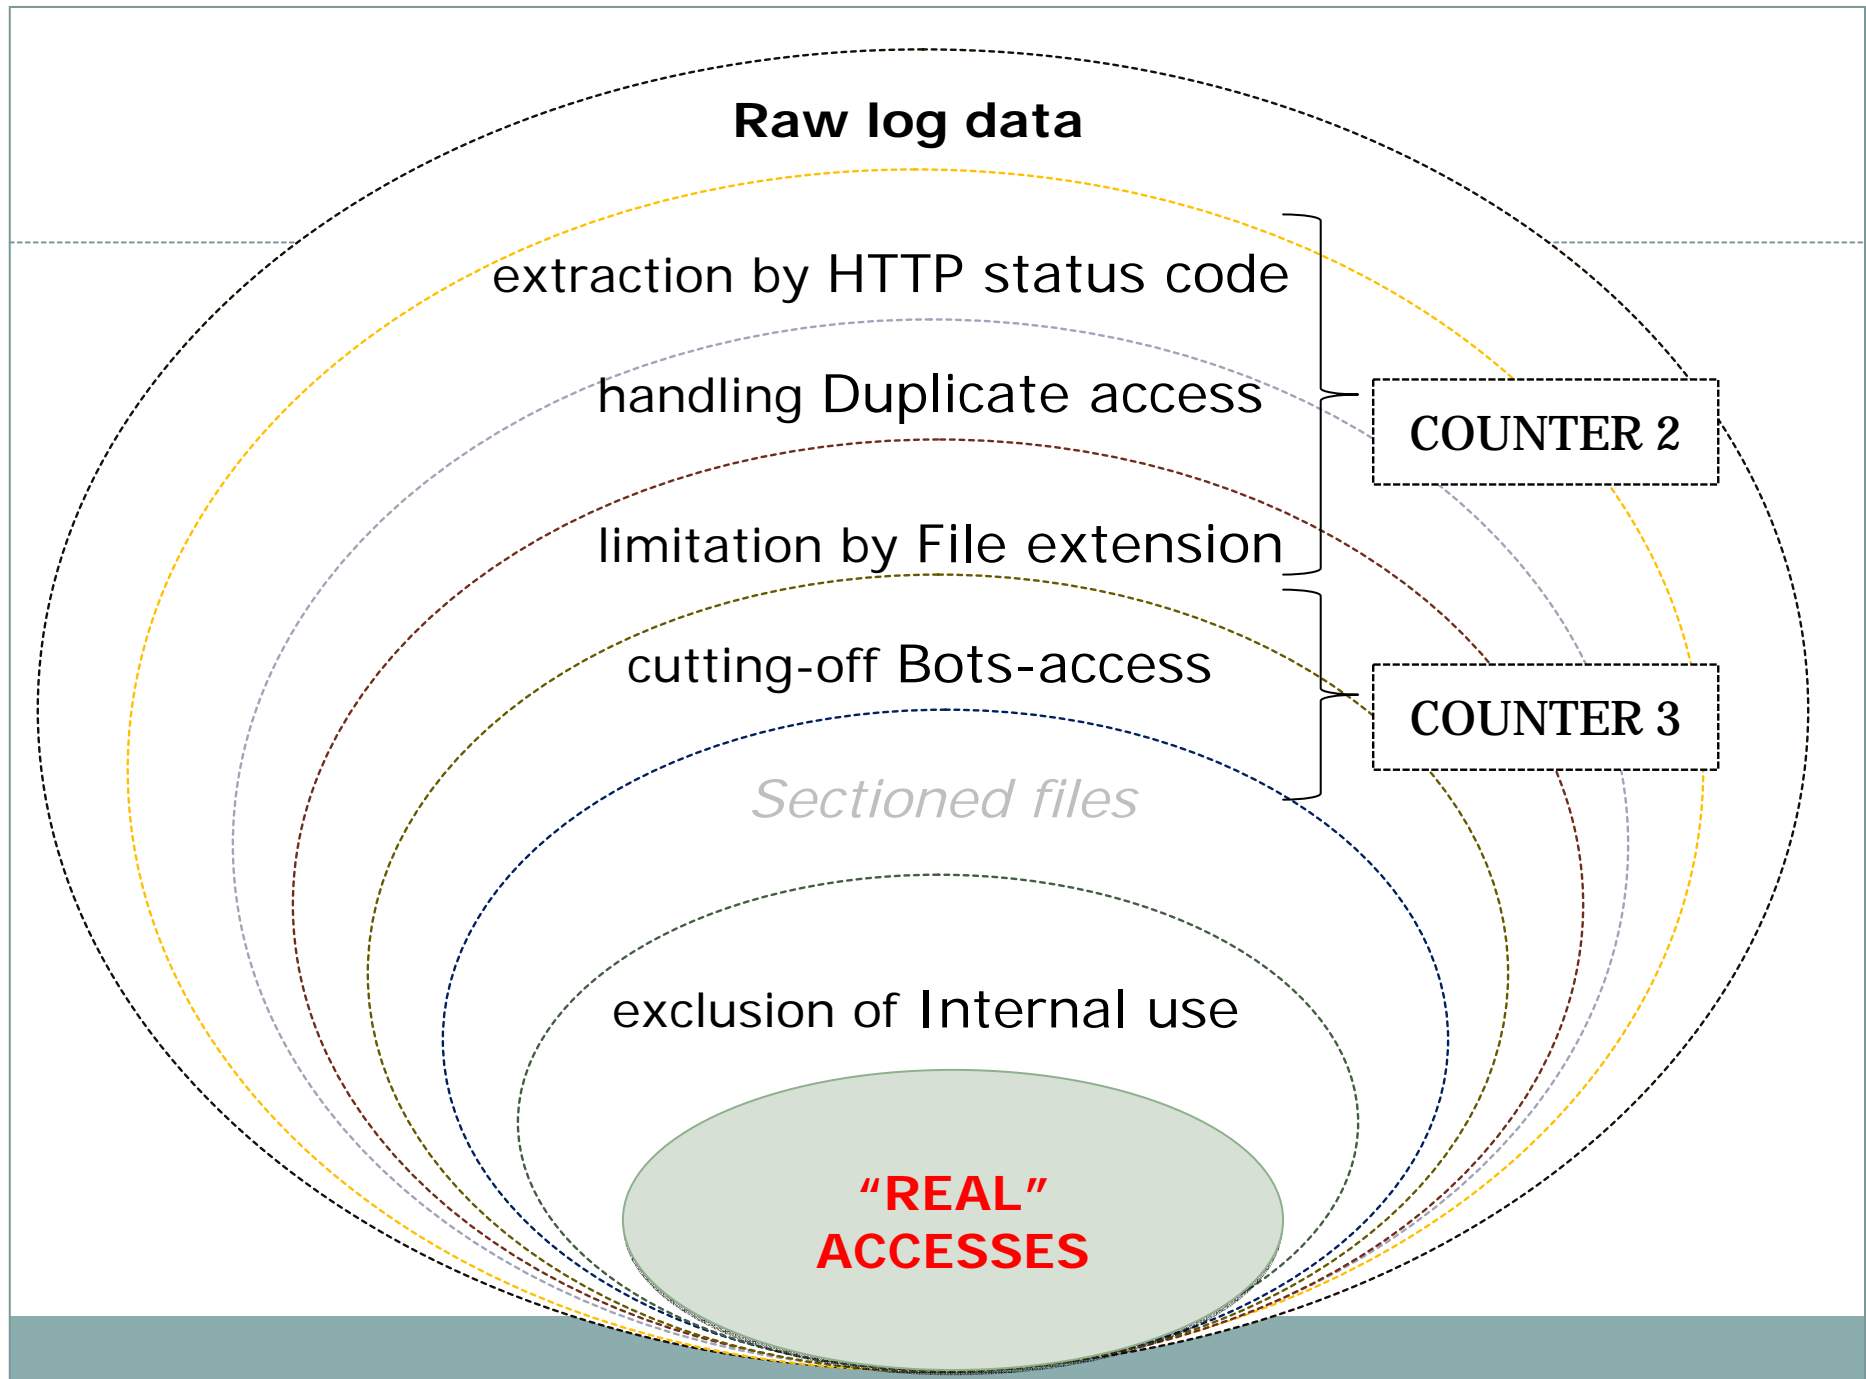 Raw log data
extraction by HTTP status code
handling Duplicate access
COUNTER 2
limitation by File extension
cutting-off Bots-access
COUNTER 3
Sectioned files
exclusion of Internal use
“REAL”
ACCESSES